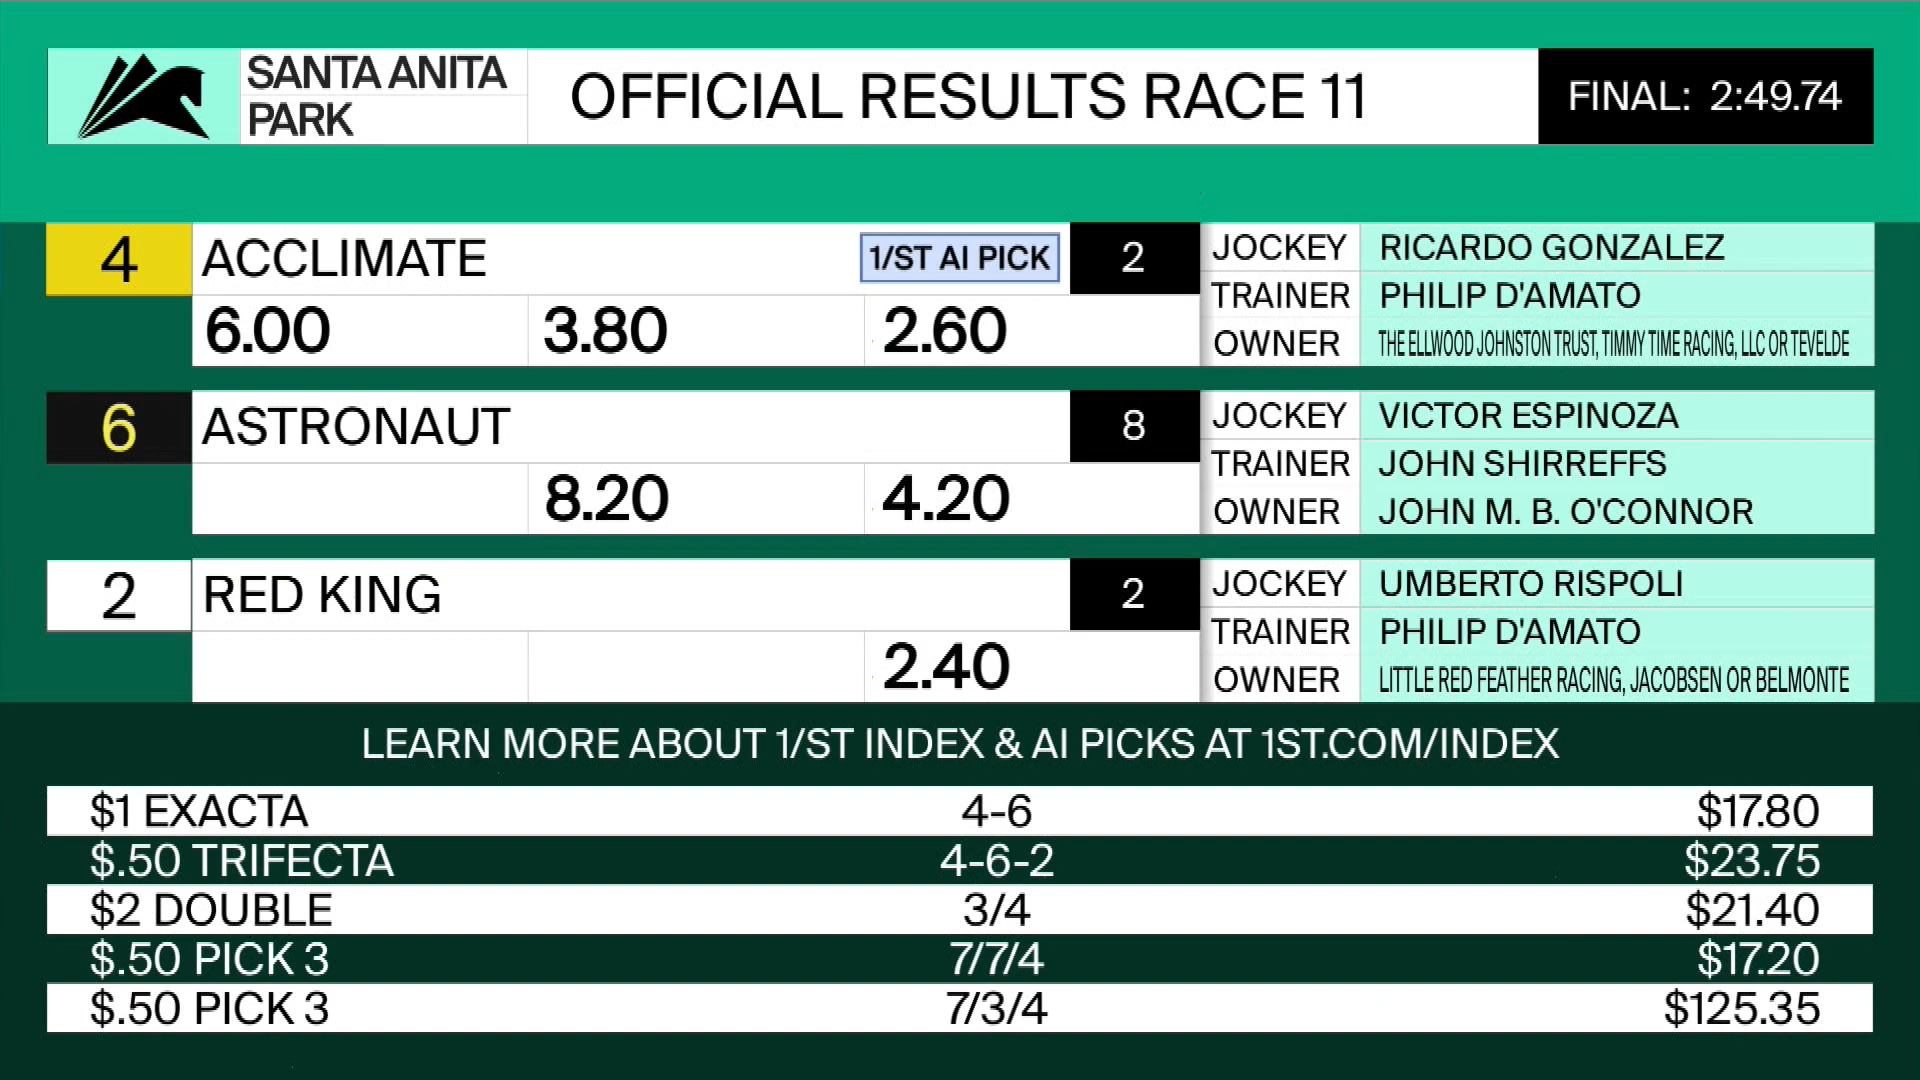 SANTA ANITA
PARK
OFFICIAL RESULTS RACE 11
FINAL: 2:49.74
4 ACCLIMATE 1/ST AI PICK 2
6.00 3.80 2.60
JOCKEY RICARDO GONZALEZ
TRAINER PHILIP D'AMATO
OWNER THE ELLWOOD JOHNSTON TRUST, TIMMY TIME RACING, LLC OR TEVELDE
6 ASTRONAUT 8
8.20 4.20
JOCKEY VICTOR ESPINOZA
TRAINER JOHN SHIRREFFS
OWNER JOHN M. B. O'CONNOR
2 RED KING 2
2.40
JOCKEY UMBERTO RISPOLI
TRAINER PHILIP D'AMATO
OWNER LITTLE RED FEATHER RACING, JACOBSEN OR BELMONTE
LEARN MORE ABOUT 1/ST INDEX & AI PICKS AT 1ST.COM/INDEX
$1 EXACTA 4-6 $17.80
$.50 TRIFECTA 4-6-2 $23.75
$2 DOUBLE 3/4 $21.40
$.50 PICK 3 7/7/4 $17.20
$.50 PICK 3 7/3/4 $125.35